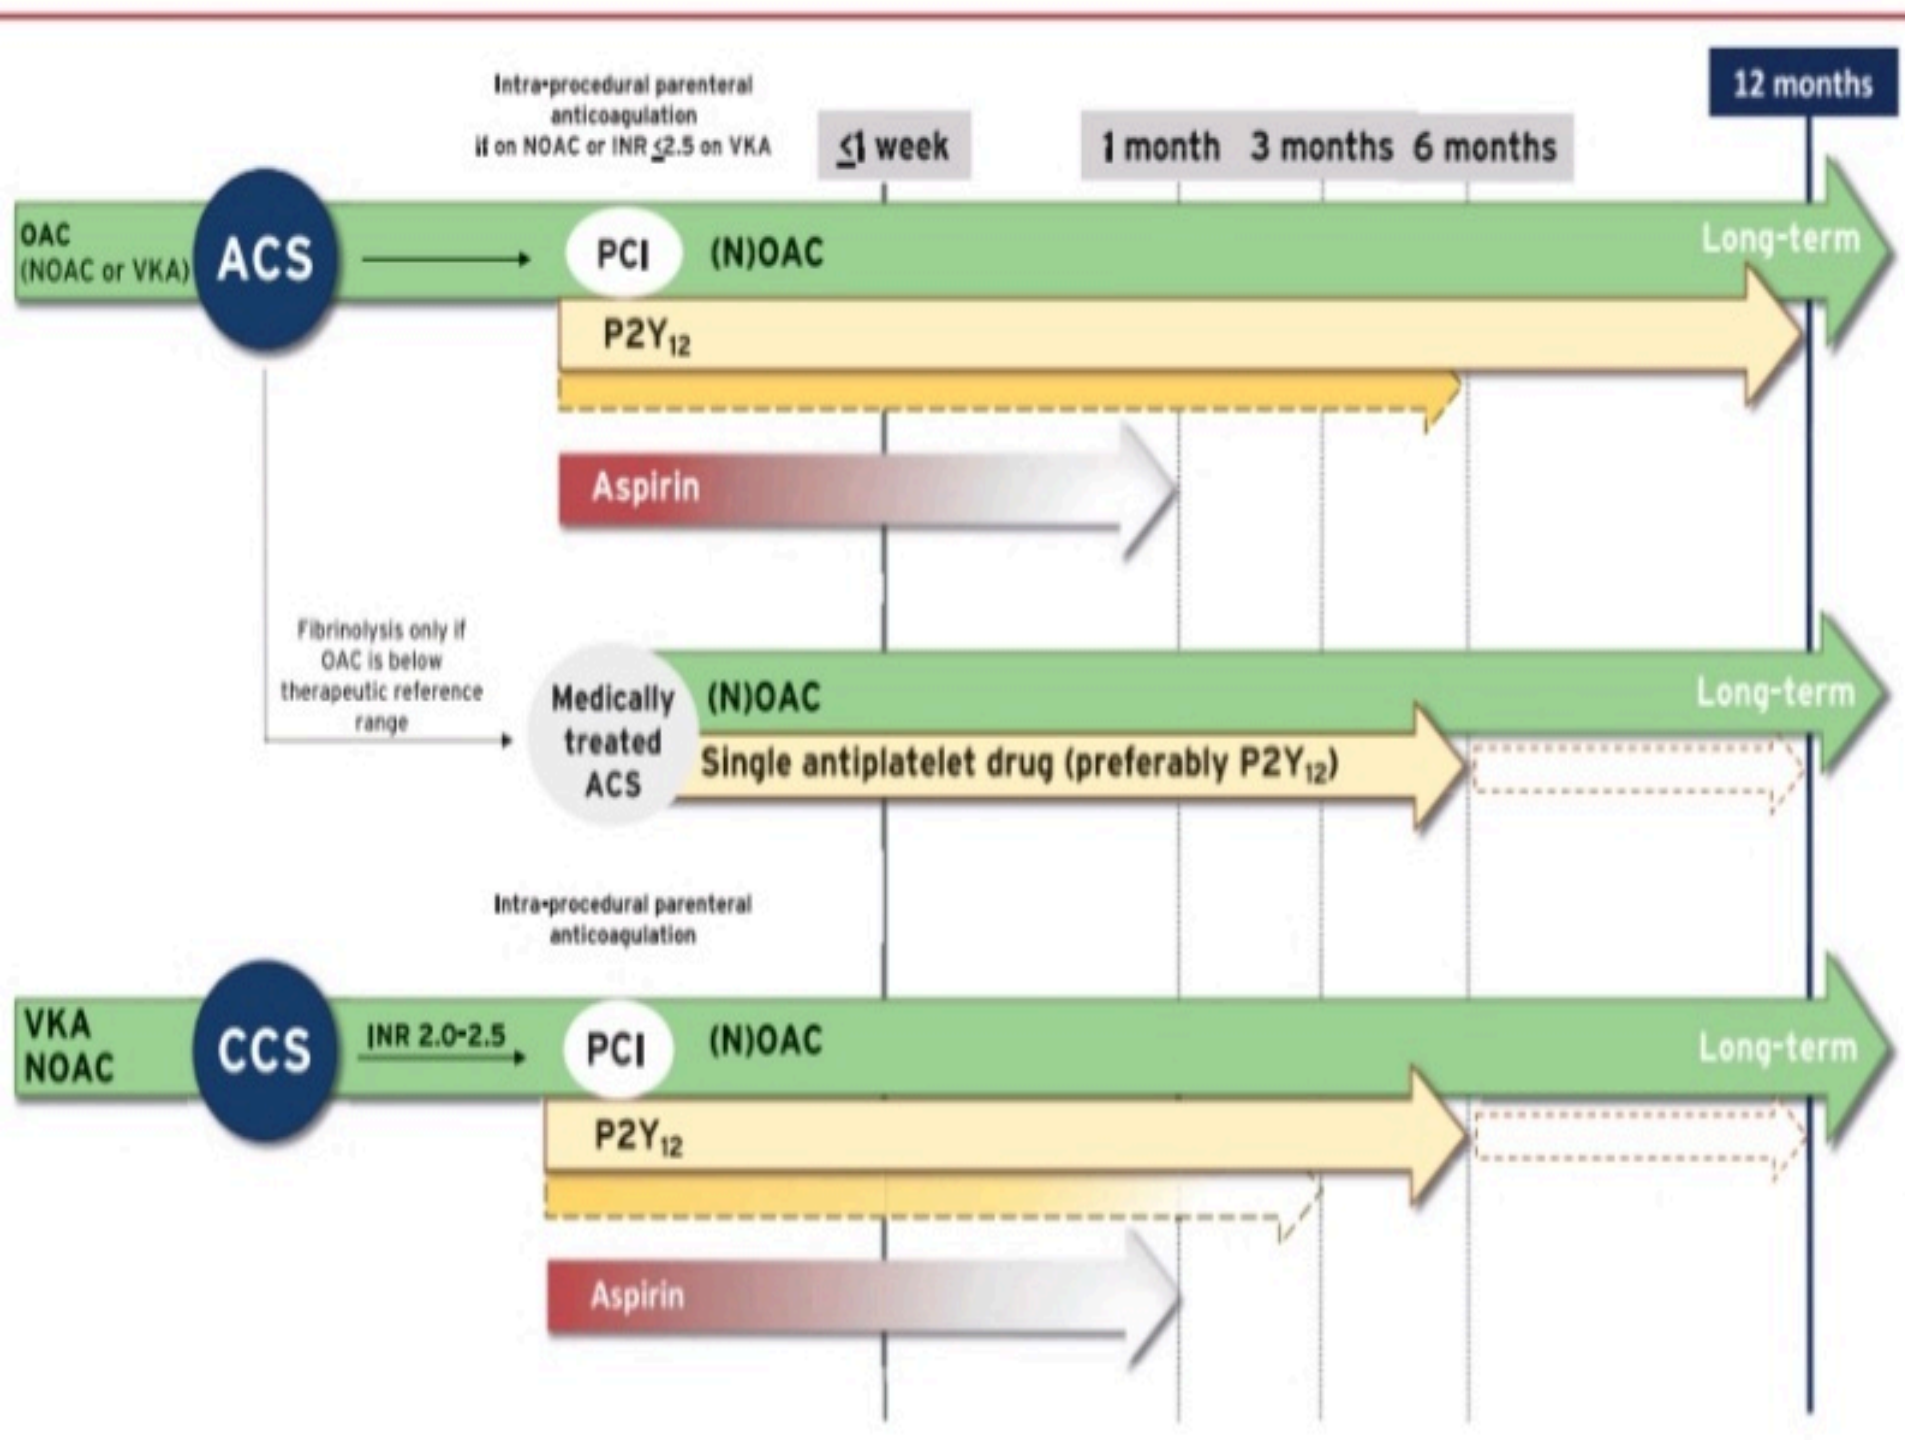 12 months
Intra-procedural parenteral
anticoagulation
if on NOAC or INR ≤2.5 on VKA
≤1 week
1 month
3 months
6 months
OAC
(NOAC or VKA)
ACS
PCI
(N)OAC
Long-term
P2Y₁₂
Aspirin
Fibrinolysis only if
OAC is below
therapeutic reference
range
Medically
treated
ACS
(N)OAC
Long-term
Single antiplatelet drug (preferably P2Y₁₂)
Intra-procedural parenteral
anticoagulation
VKA
NOAC
CCS
INR 2.0-2.5
PCI
(N)OAC
Long-term
P2Y₁₂
Aspirin